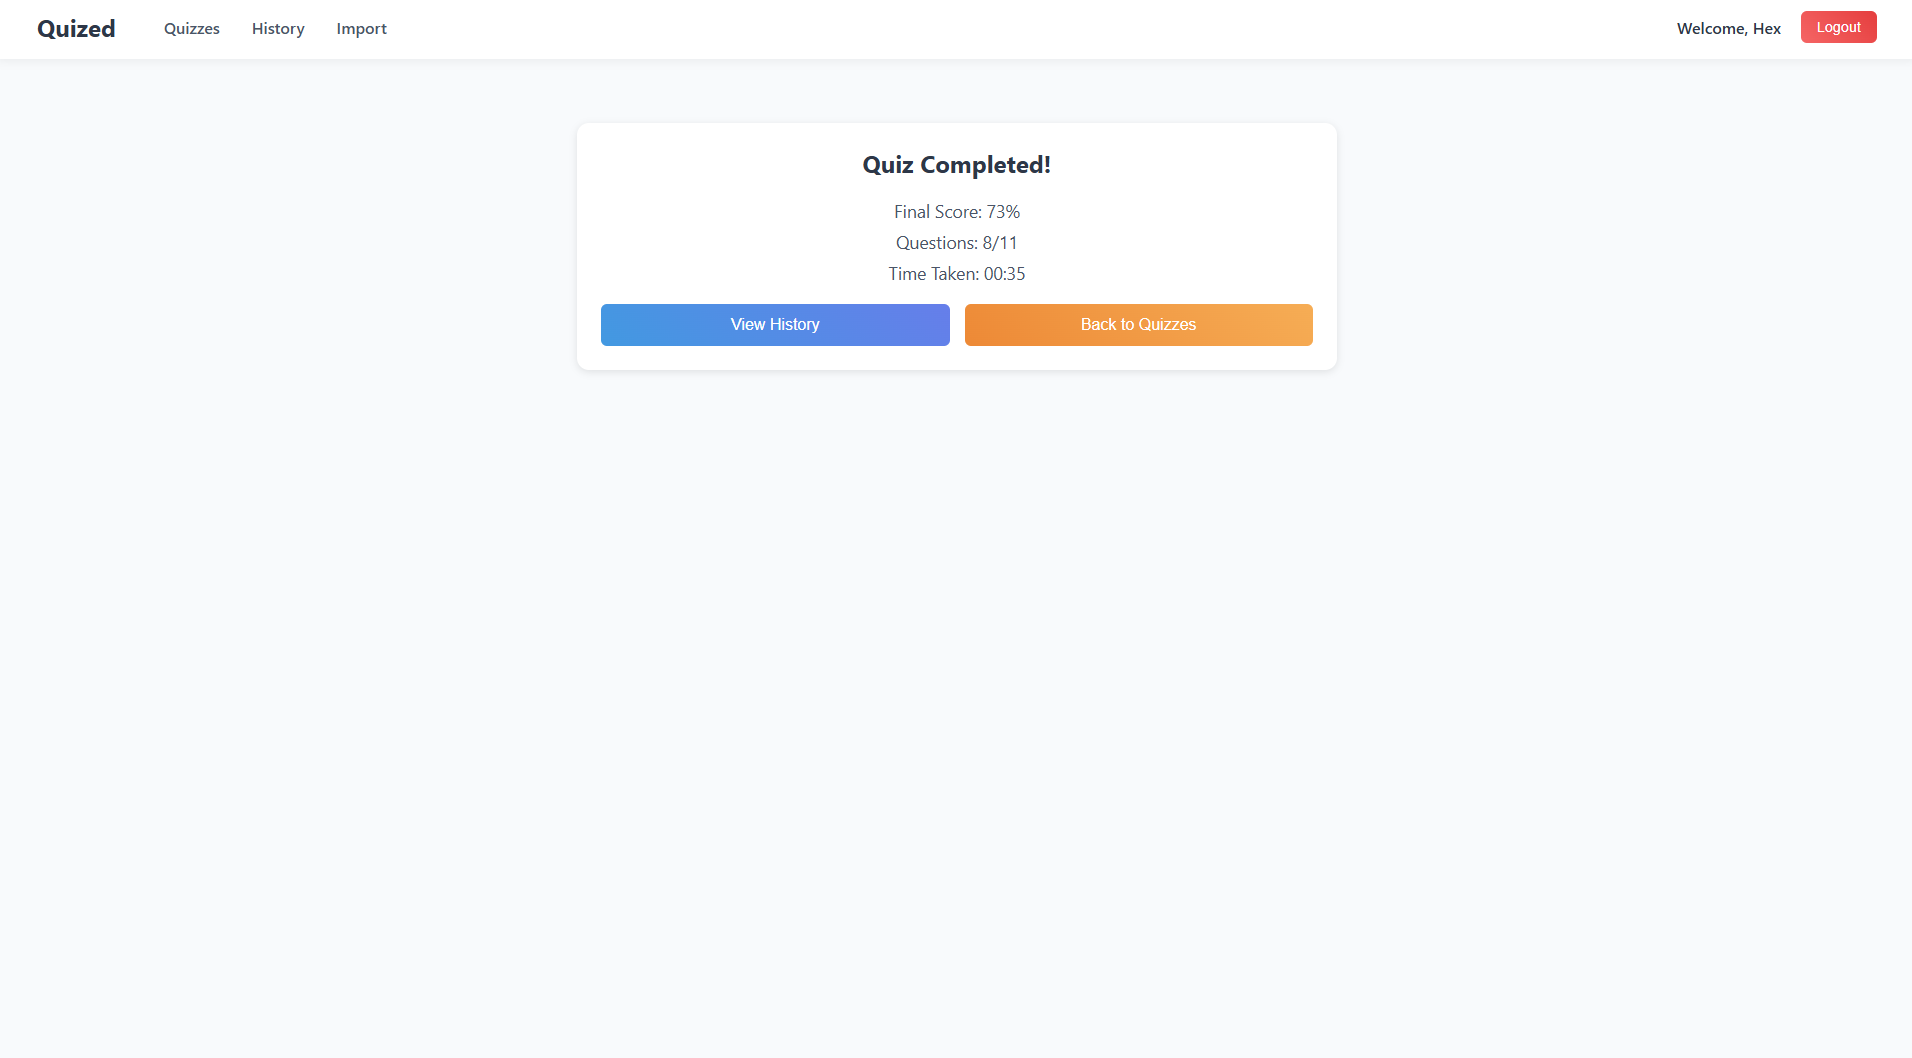 Quized
Quizzes
History
Import
Welcome, Hex
Logout
Quiz Completed!
Final Score: 73%
Questions: 8/11
Time Taken: 00:35
View History
Back to Quizzes